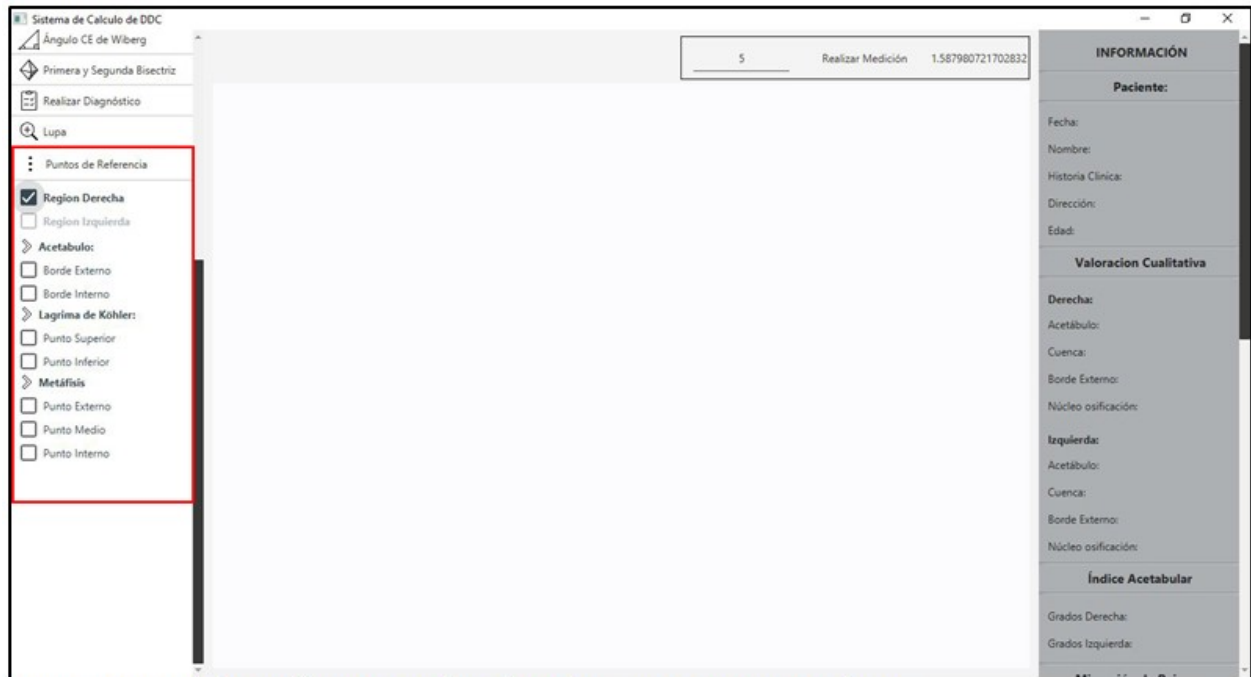 Sistema de Calculo de DDC
Ángulo CE de Wiberg
Primera y Segunda Bisectriz
Realizar Diagnóstico
Lupa
Puntos de Referencia
Region Derecha
Region Izquierda
Acetabulo:
Borde Externo
Borde Interno
Lagrima de Köhler:
Punto Superior
Punto Inferior
Metáfisis
Punto Externo
Punto Medio
Punto Interno
5 Realizar Medición 1.587980721702832
INFORMACIÓN
Paciente:
Fecha:
Nombre:
Historia Clinica:
Dirección:
Edad:
Valoracion Cualitativa
Derecha:
Acetábulo:
Cuenca:
Borde Externo:
Núcleo osificación:
Izquierda:
Acetábulo:
Cuenca:
Borde Externo:
Núcleo osificación:
Índice Acetabular
Grados Derecha:
Grados Izquierda: